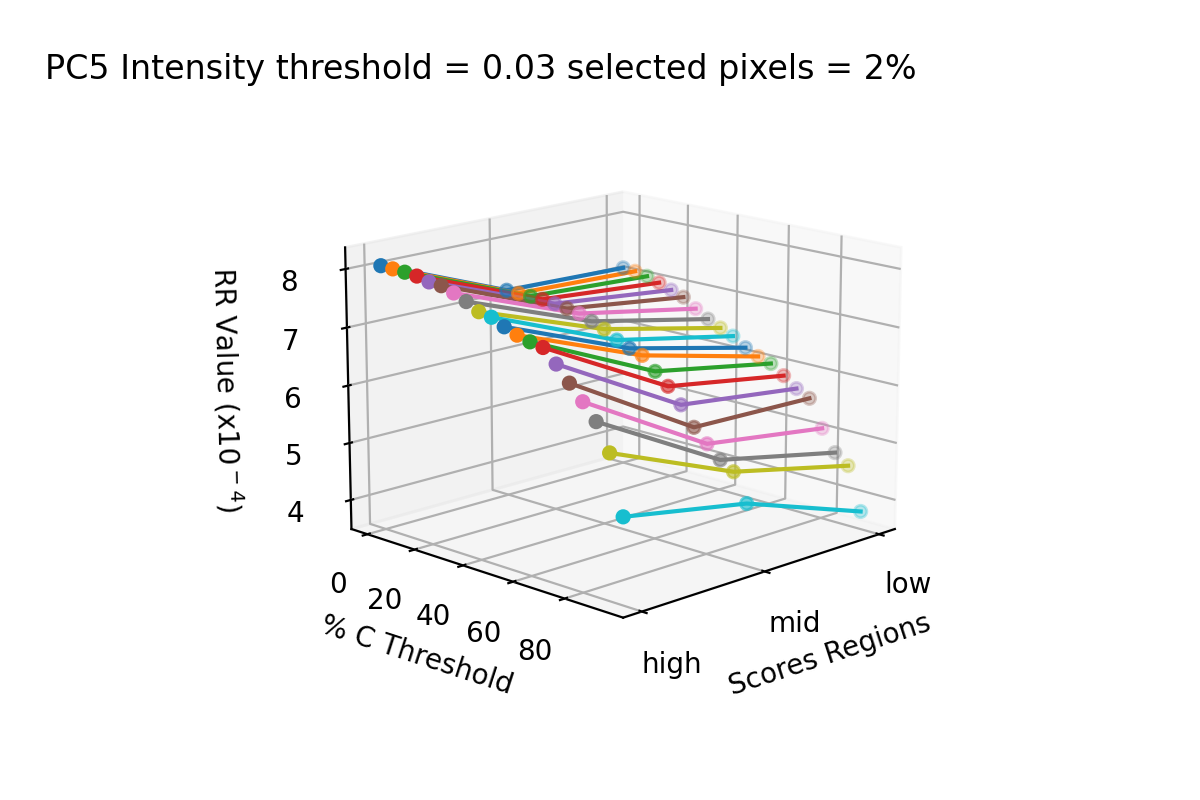 PC5 Intensity threshold = 0.03 selected pixels = 2%
8
7
6
5
4
RR Value (x10⁻⁴)
0
20
40
60
80
% C Threshold
high
mid
low
Scores Regions